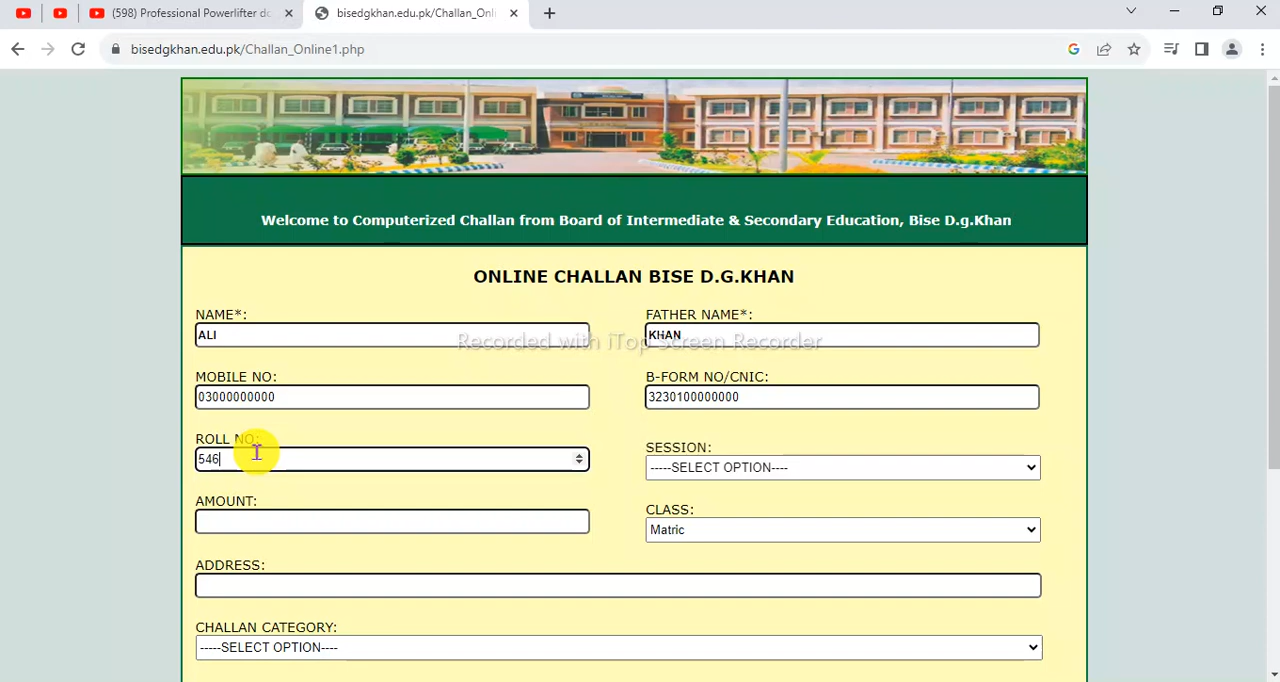 (598) Professional Powerlifter do
bisedgkhan.edu.pk/Challan_Onli
bisedgkhan.edu.pk/Challan_Online1.php
Welcome to Computerized Challan from Board of Intermediate & Secondary Education, Bise D.g.Khan
ONLINE CHALLAN BISE D.G.KHAN
NAME*: FATHER NAME*:
ALI KHAN
Recorded with iTop Screen Recorder
MOBILE NO: B-FORM NO/CNIC:
03000000000 3230100000000
ROLL NO: SESSION:
546 -----SELECT OPTION----
AMOUNT: CLASS:
Matric
ADDRESS:
CHALLAN CATEGORY:
-----SELECT OPTION----